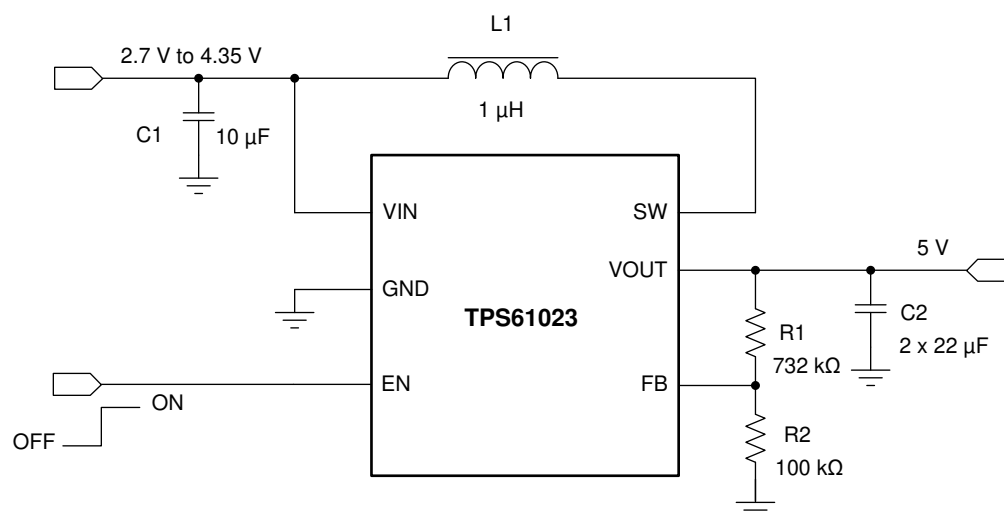 L1
2.7 V to 4.35 V
1 µH
C1
10 µF
VIN
SW
VOUT
5 V
GND
TPS61023
R1
732 kΩ
C2
2 x 22 µF
EN
FB
ON
OFF
R2
100 kΩ